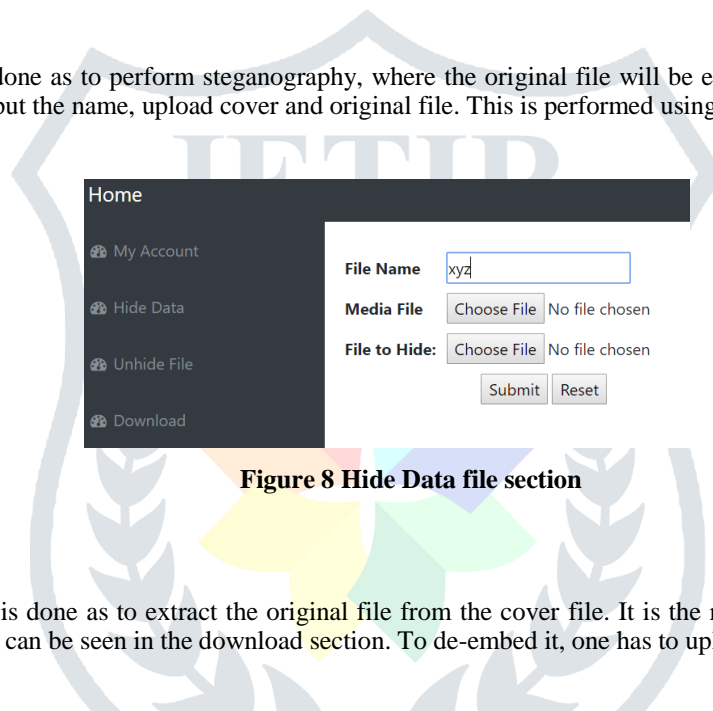 done as to perform steganography, where the original file will be e
put the name, upload cover and original file. This is performed using
JETIR
Home
My Account
Hide Data
Unhide File
Download
File Name xyz
Media File Choose File No file chosen
File to Hide: Choose File No file chosen
Submit Reset
Figure 8 Hide Data file section
is done as to extract the original file from the cover file. It is the
can be seen in the download section. To de-embed it, one has to upl